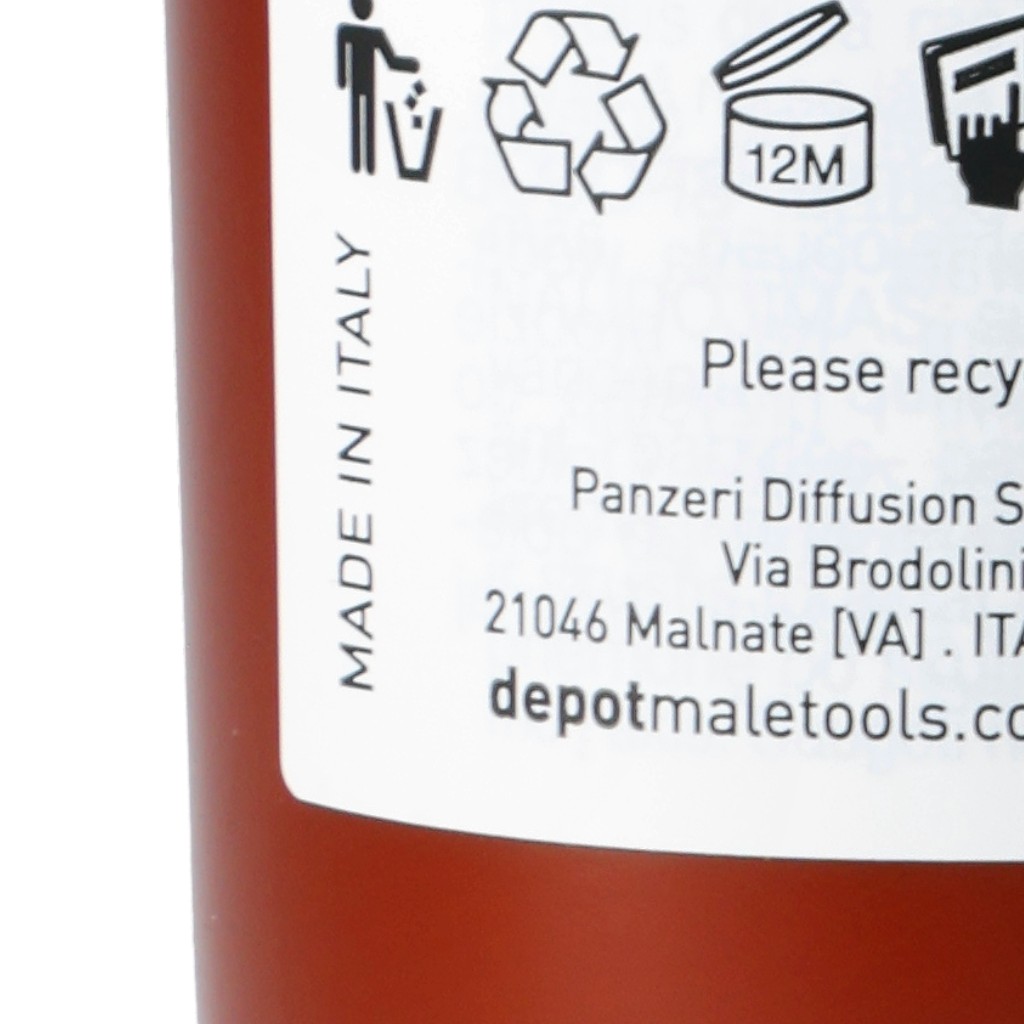 12M
MADE IN ITALY
Please recy
Panzeri Diffusion S
Via Brodolini
21046 Malnate [VA] . ITA
depotmaletools.co